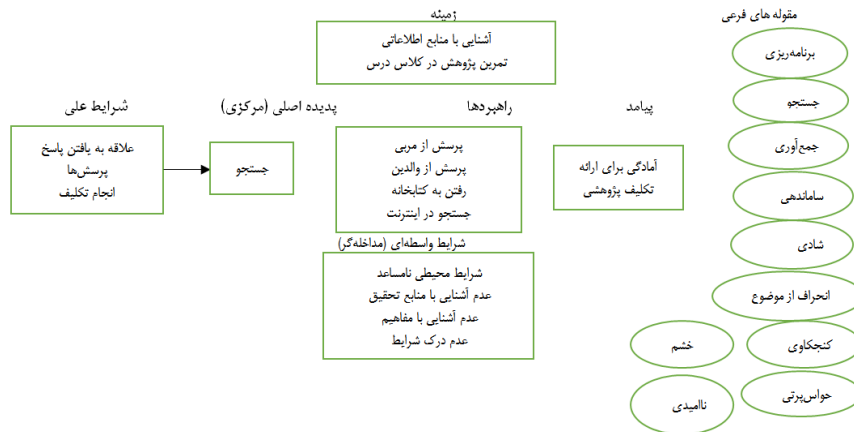 زمینه
آشنایی با منابع اطلاعاتی
تمرین پژوهش در کلاس درس
شرایط علی
علاقه به یافتن پاسخ
پرسش‌ها
انجام تکلیف
پدیده اصلی (مرکزی)
جستجو
راهبردها
پرسش از مربی
پرسش از والدین
رفتن به کتابخانه
جستجو در اینترنت
پیامد
آمادگی برای ارائه
تکلیف پژوهشی
شرایط واسطه‌ای (مداخله‌گر)
شرایط محیطی نامساعد
عدم آشنایی با منابع تحقیق
عدم آشنایی با مفاهیم
عدم درک شرایط
مقوله های فرعی
برنامه‌ریزی
جستجو
جمع‌آوری
ساماندهی
شادی
انحراف از موضوع
کنجکاوی
خشم
حواس‌پرتی
ناامیدی